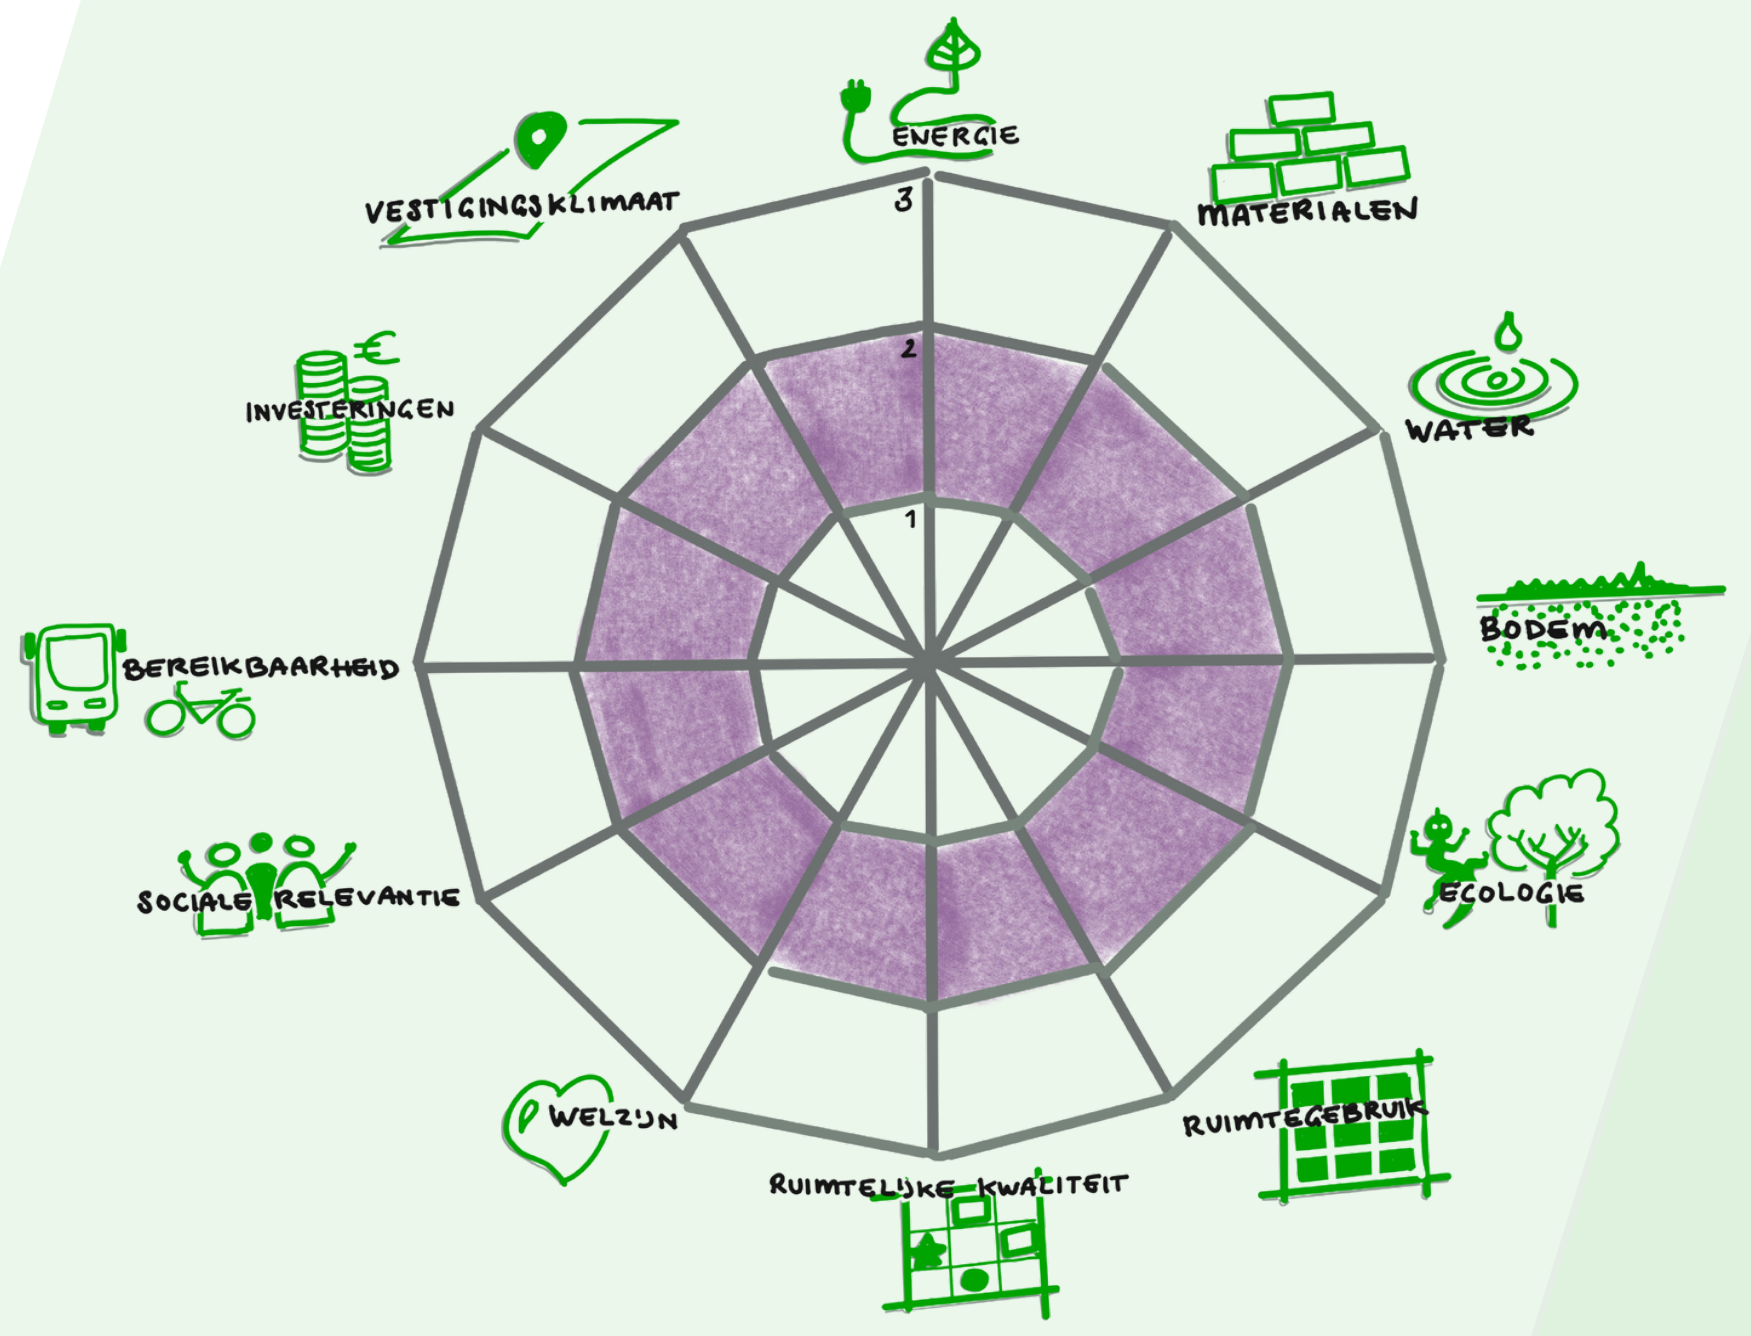 ENERGIE
MATERIALEN
WATER
BODEM
ECOLOGIE
RUIMTEGEBRUIK
RUIMTELIJKE KWALITEIT
WELZIJN
SOCIALE RELEVANTIE
BEREIKBAARHEID
INVESTERINGEN
€
VESTIGINGSKLIMAAT
3
2
1